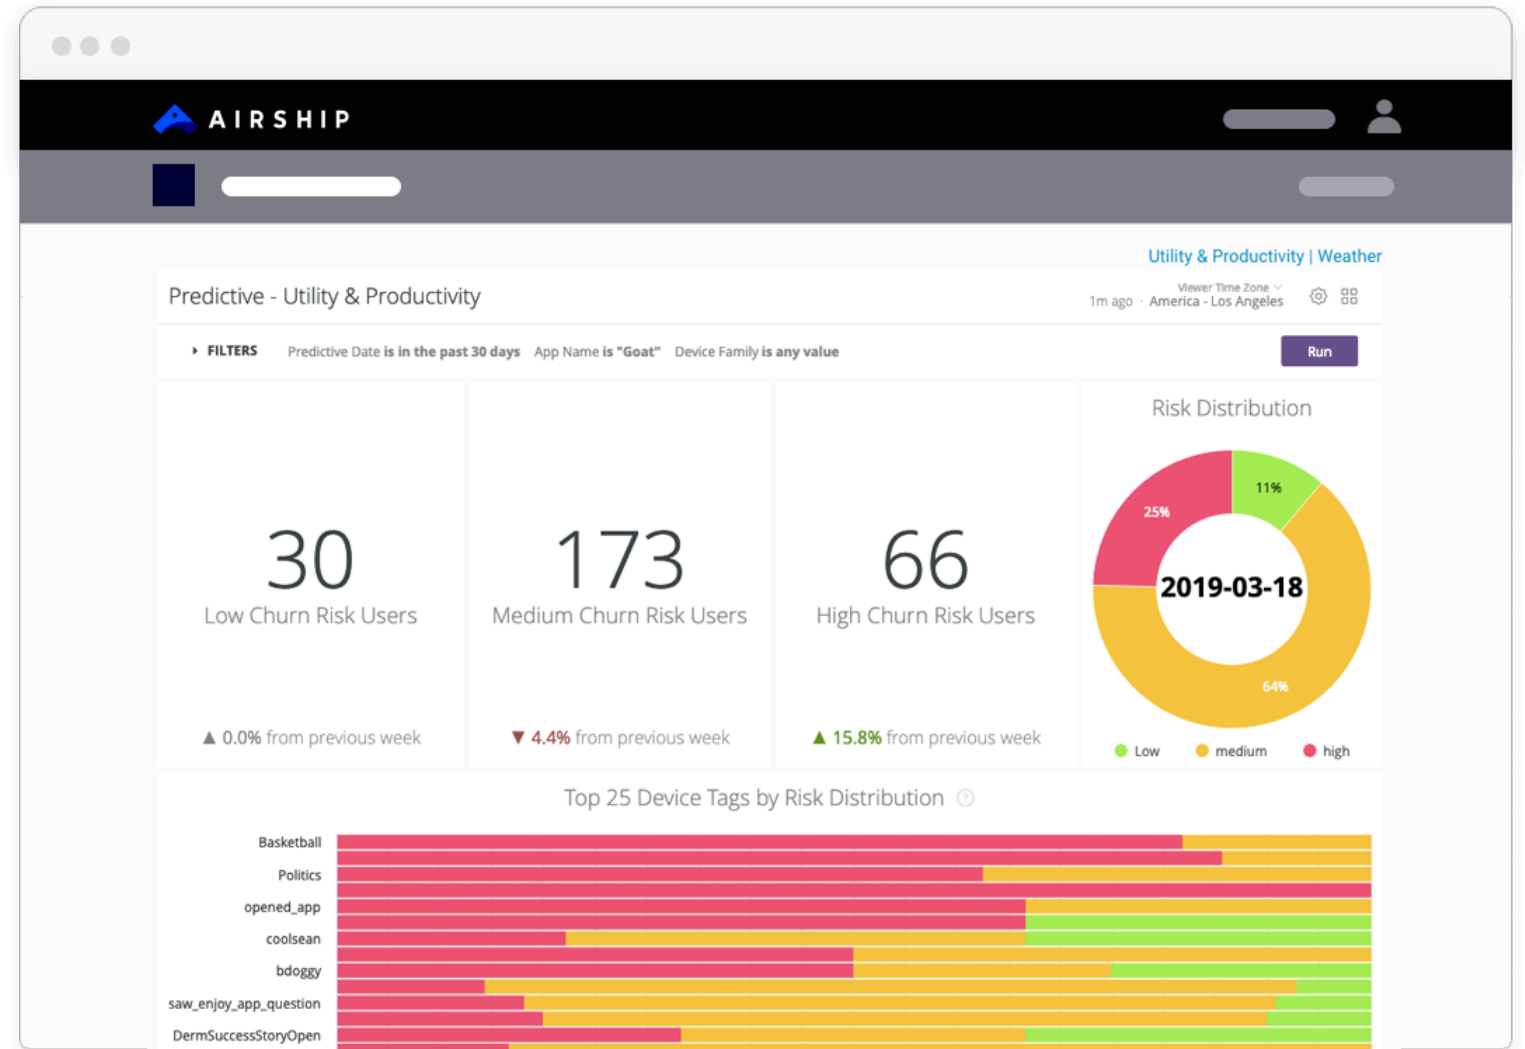 AIRSHIP
Utility & Productivity | Weather
Predictive - Utility & Productivity
Viewer Time Zone
1m ago · America - Los Angeles
FILTERS Predictive Date is in the past 30 days App Name is "Goat" Device Family is any value
Run
30
Low Churn Risk Users
▲ 0.0% from previous week
173
Medium Churn Risk Users
▼ 4.4% from previous week
66
High Churn Risk Users
▲ 15.8% from previous week
Risk Distribution
11%
25%
2019-03-18
64%
Low medium high
Top 25 Device Tags by Risk Distribution ?
Basketball
Politics
opened_app
coolsean
bdoggy
saw_enjoy_app_question
DermSuccessStoryOpen